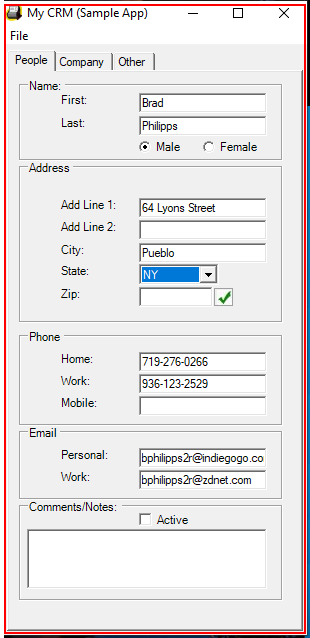 My CRM (Sample App)
File
People Company Other
Name:
First: Brad
Last: Philipps
Male Female
Address
Add Line 1: 64 Lyons Street
Add Line 2:
City: Pueblo
State: NY
Zip:
Phone
Home: 719-276-0266
Work: 936-123-2529
Mobile:
Email
Personal: bphilipps2r@indiegogo.co
Work: bphilipps2r@zdnet.com
Comments/Notes:
Active